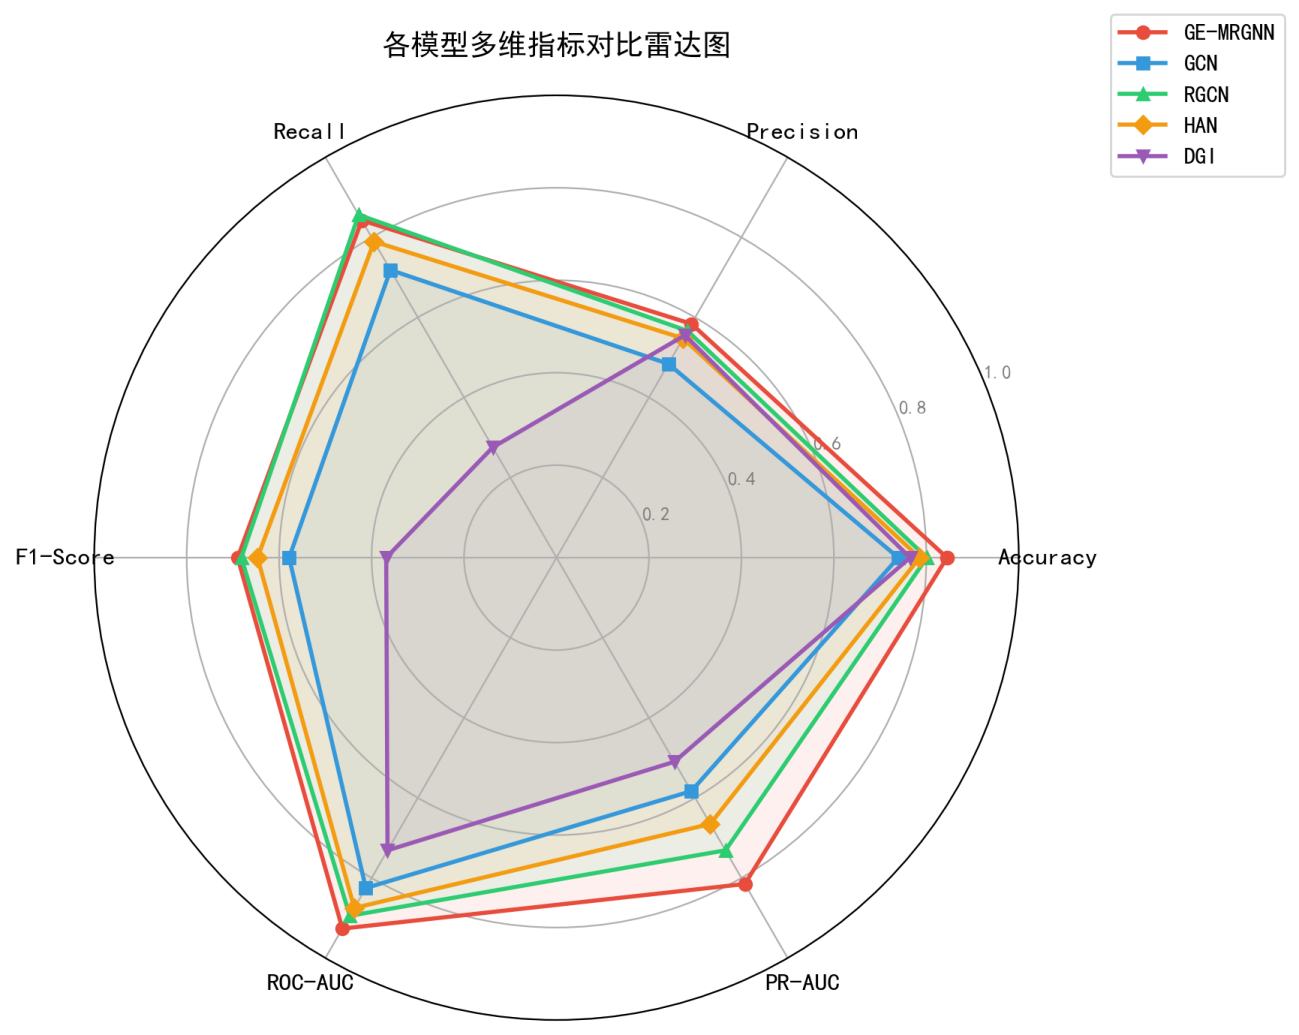 各模型多维指标对比雷达图
GE-MRGNN
GCN
RGCN
HAN
DGI
Recall
Precision
1.0
0.8
0.6
0.4
0.2
F1-Score
Accuracy
ROC-AUC
PR-AUC